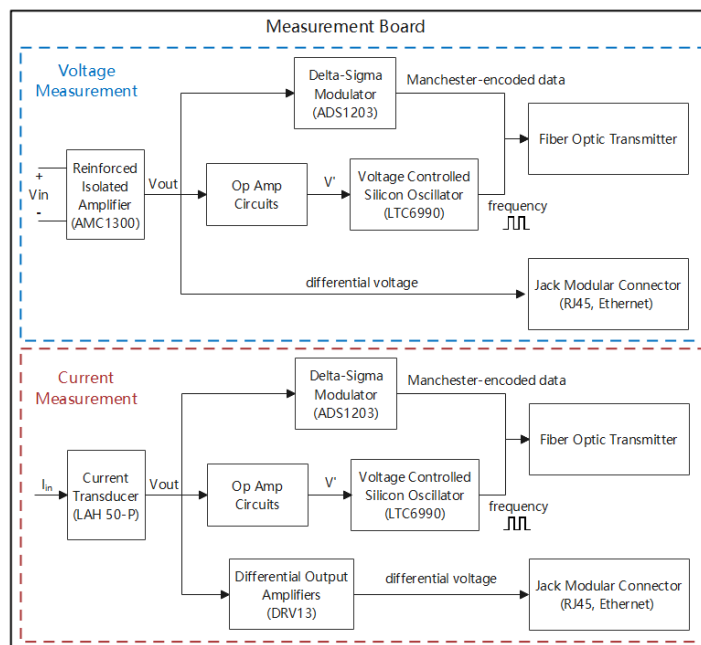 Measurement Board
Voltage
Measurement
Delta-Sigma
Modulator
(ADS1203)
Manchester-encoded data
Fiber Optic Transmitter
+
Vin
-
Reinforced
Isolated
Amplifier
(AMC1300)
Vout
Op Amp
Circuits
V'
Voltage Controlled
Silicon Oscillator
(LTC6990)
frequency
differential voltage
Jack Modular Connector
(RJ45, Ethernet)
Current
Measurement
Delta-Sigma
Modulator
(ADS1203)
Manchester-encoded data
Fiber Optic Transmitter
Iin
Current
Transducer
(LAH 50-P)
Vout
Op Amp
Circuits
V'
Voltage Controlled
Silicon Oscillator
(LTC6990)
frequency
Differential Output
Amplifiers
(DRV13)
differential voltage
Jack Modular Connector
(RJ45, Ethernet)